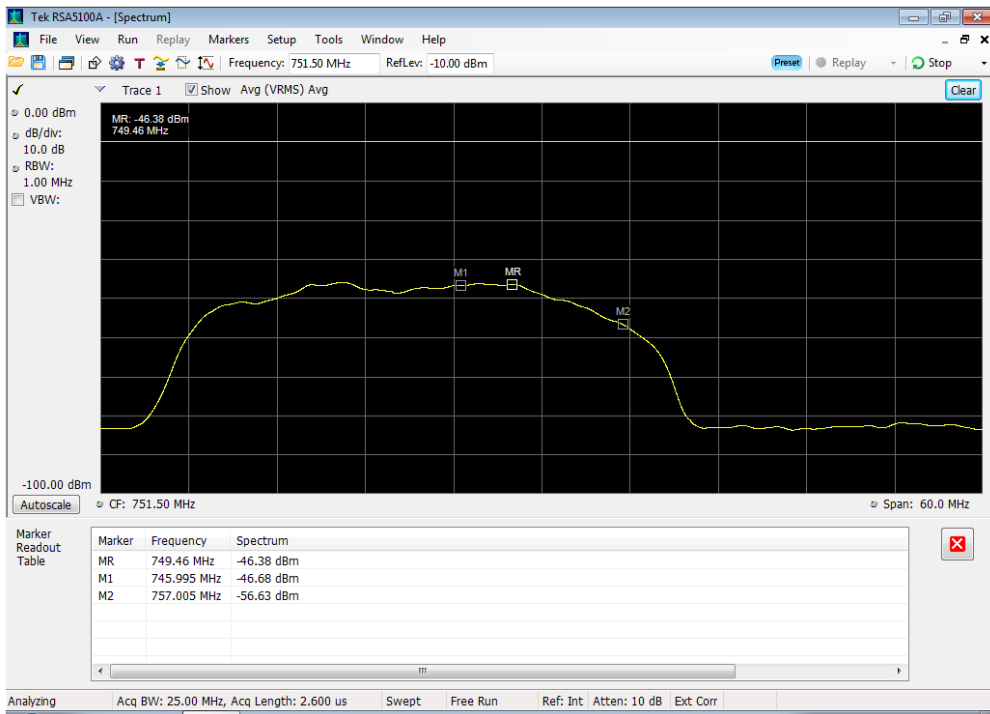 Tek RSA5100A - [Spectrum]
File View Run Replay Markers Setup Tools Window Help
T Frequency: 751.50 MHz RefLev: -10.00 dBm Preset Replay Stop
Trace 1 Show Avg (VRMS) Avg Clear
0.00 dBm
dB/div:
10.0 dB
RBW:
1.00 MHz
VBW:
MR: -46.38 dBm
749.46 MHz
M1 MR
M2
-100.00 dBm
Autoscale CF: 751.50 MHz Span: 60.0 MHz
Marker
Readout
Table
Marker Frequency Spectrum
MR 749.46 MHz -46.38 dBm
M1 745.995 MHz -46.68 dBm
M2 757.005 MHz -56.63 dBm
Analyzing Acq BW: 25.00 MHz, Acq Length: 2.600 us Swept Free Run Ref: Int Atten: 10 dB Ext Corr